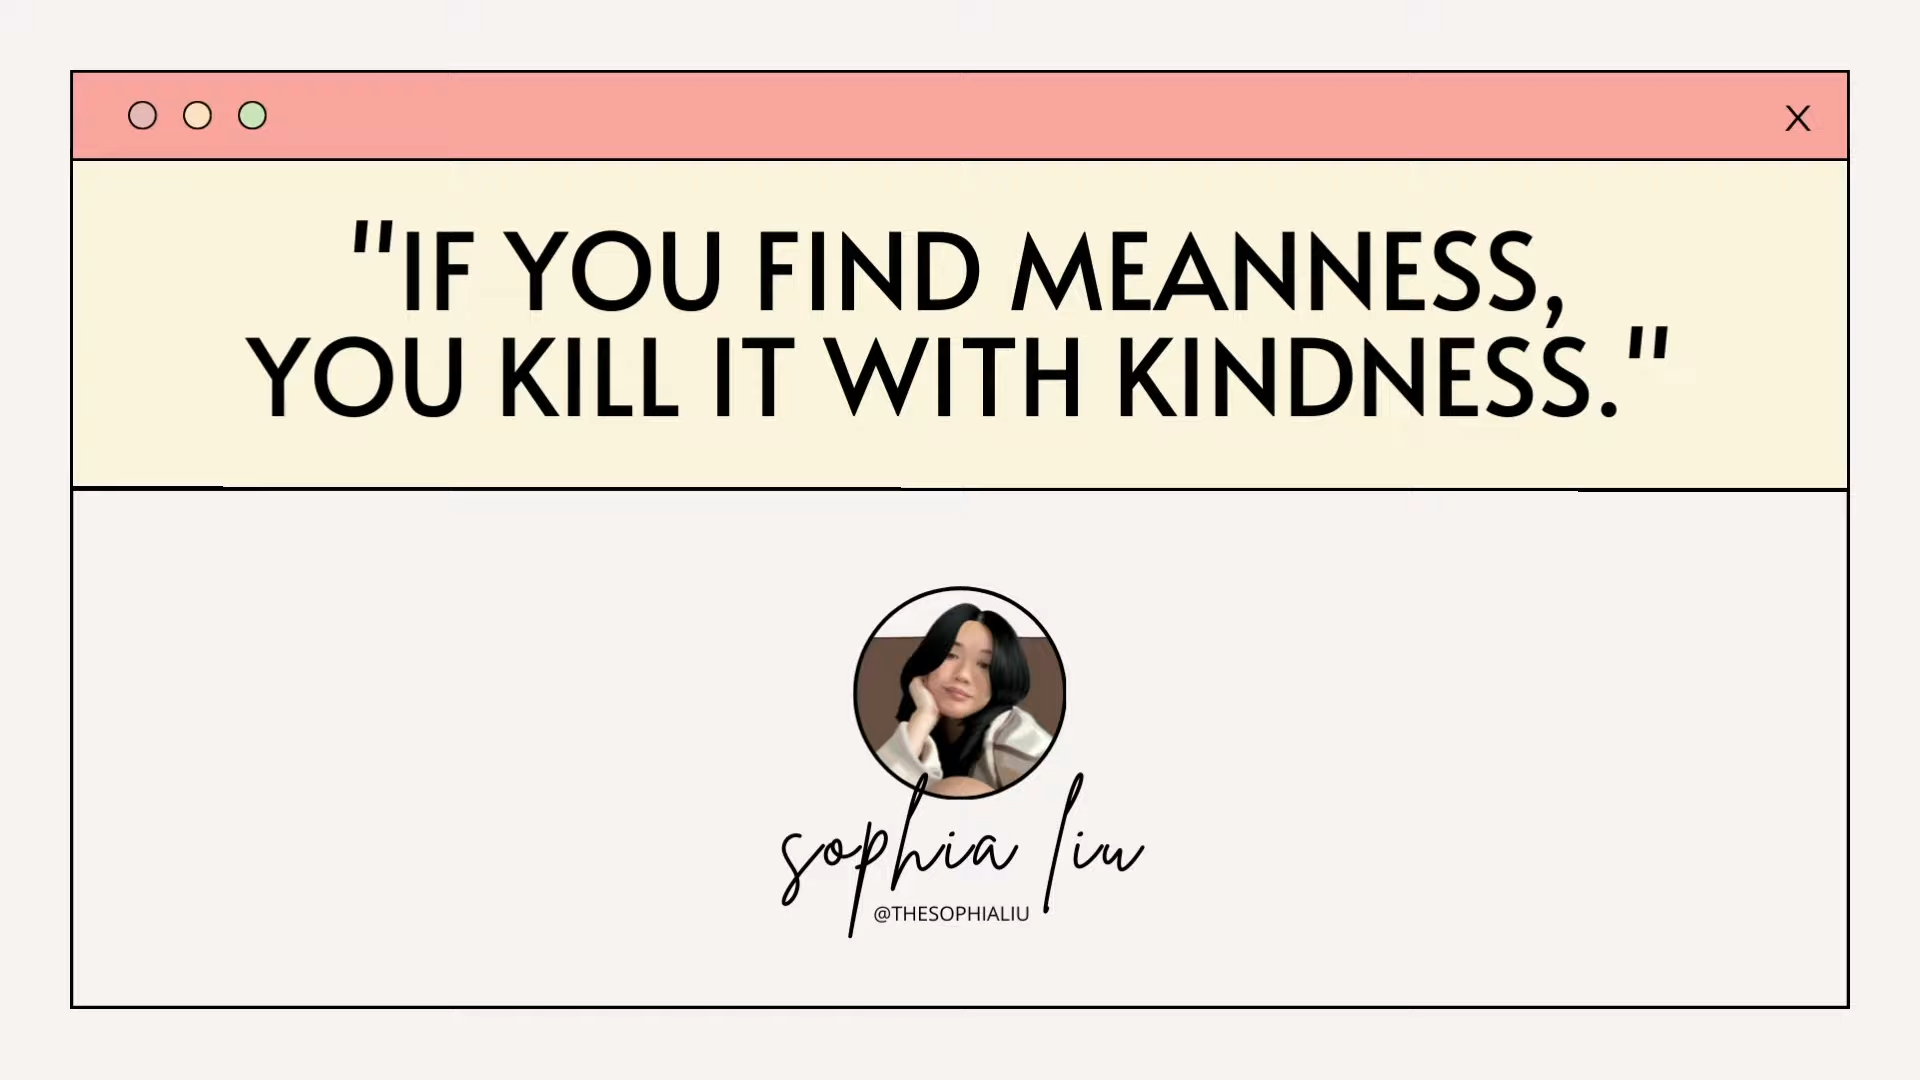 X
"IF YOU FIND MEANNESS,
YOU KILL IT WITH KINDNESS."
sophia liu
@THESOPHIALIU